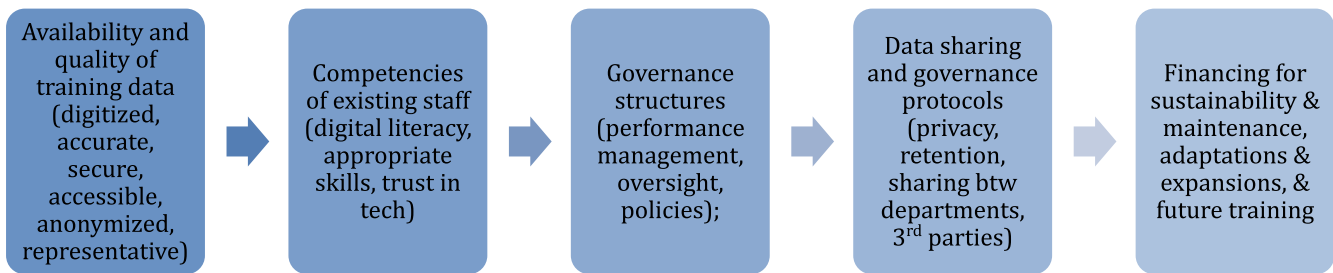 Availability and
quality of
training data
(digitized,
accurate,
secure,
accessible,
anonymized,
representative)
Competencies
of existing staff
(digital literacy,
appropriate
skills, trust in
tech)
Governance
structures
(performance
management,
oversight,
policies);
Data sharing
and governance
protocols
(privacy,
retention,
sharing btw
departments,
3rd parties)
Financing for
sustainability &
maintenance,
adaptations &
expansions, &
future training